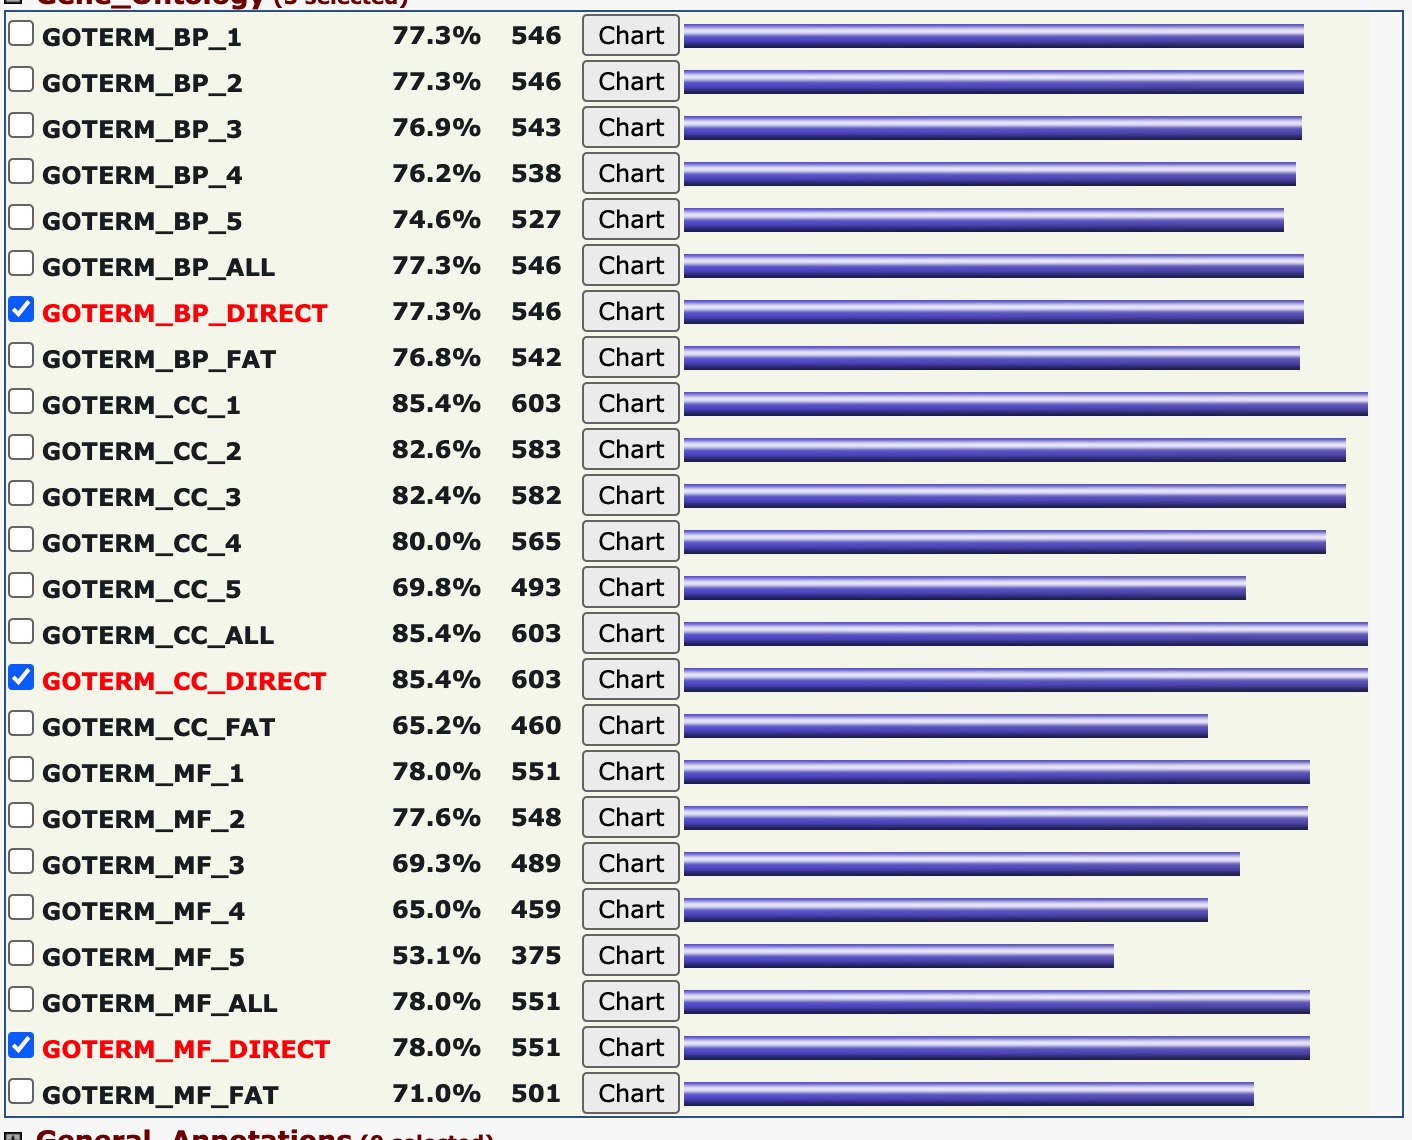 Gene_Ontology (3 selected)
GOTERM_BP_1 77.3% 546 Chart
GOTERM_BP_2 77.3% 546 Chart
GOTERM_BP_3 76.9% 543 Chart
GOTERM_BP_4 76.2% 538 Chart
GOTERM_BP_5 74.6% 527 Chart
GOTERM_BP_ALL 77.3% 546 Chart
GOTERM_BP_DIRECT 77.3% 546 Chart
GOTERM_BP_FAT 76.8% 542 Chart
GOTERM_CC_1 85.4% 603 Chart
GOTERM_CC_2 82.6% 583 Chart
GOTERM_CC_3 82.4% 582 Chart
GOTERM_CC_4 80.0% 565 Chart
GOTERM_CC_5 69.8% 493 Chart
GOTERM_CC_ALL 85.4% 603 Chart
GOTERM_CC_DIRECT 85.4% 603 Chart
GOTERM_CC_FAT 65.2% 460 Chart
GOTERM_MF_1 78.0% 551 Chart
GOTERM_MF_2 77.6% 548 Chart
GOTERM_MF_3 69.3% 489 Chart
GOTERM_MF_4 65.0% 459 Chart
GOTERM_MF_5 53.1% 375 Chart
GOTERM_MF_ALL 78.0% 551 Chart
GOTERM_MF_DIRECT 78.0% 551 Chart
GOTERM_MF_FAT 71.0% 501 Chart
General_Annotations (0 selected)